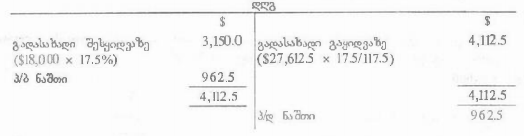 დღგ
$ $
გადასახადი შესყიდვაზე 3,150.0 გადასახადი გაყიდვაზე 4,112.5
($18,000 × 17.5%) ($27,612.5 × 17.5/117.5)
ჰ/ბ ნაშთი 962.5
4,112.5 4,112.5
ჰ/დ ნაშთი 962.5